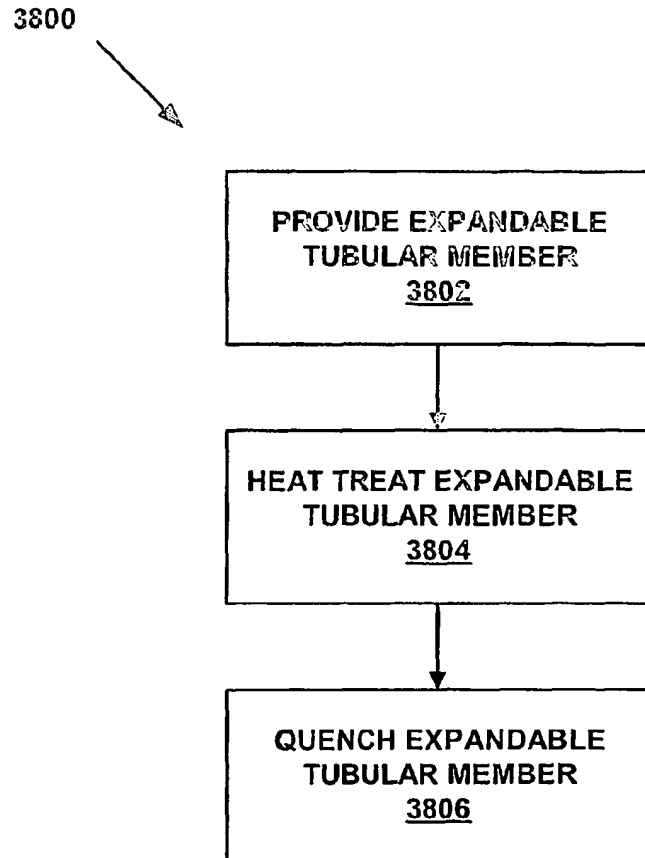 3800
PROVIDE EXPANDABLE
TUBULAR MEMBER
3802
HEAT TREAT EXPANDABLE
TUBULAR MEMBER
3804
QUENCH EXPANDABLE
TUBULAR MEMBER
3806